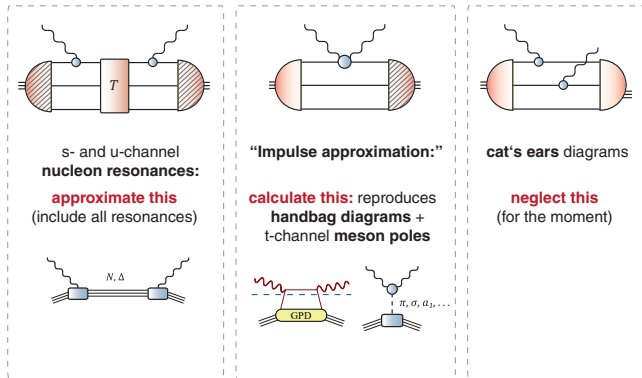 T
s- and u-channel
nucleon resonances:
approximate this
(include all resonances)
N, Δ
“Impulse approximation:”
calculate this: reproduces
handbag diagrams +
t-channel meson poles
GPD
π, σ, a₁, . . .
cat‘s ears diagrams
neglect this
(for the moment)